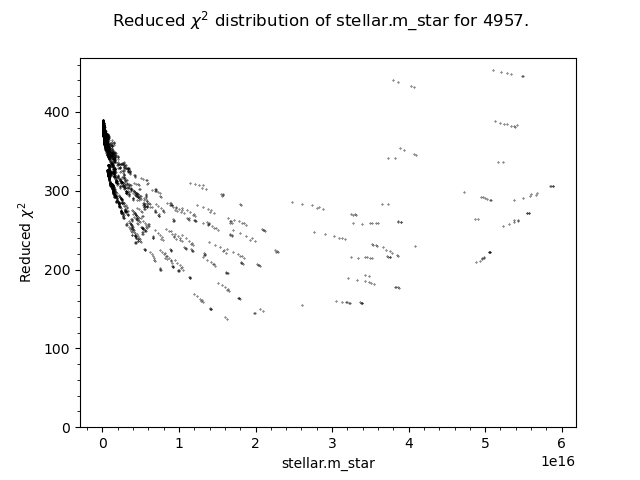 Reduced χ² distribution of stellar.m_star for 4957.
400
300
200
100
0
Reduced χ²
0 1 2 3 4 5 6
1e16
stellar.m_star